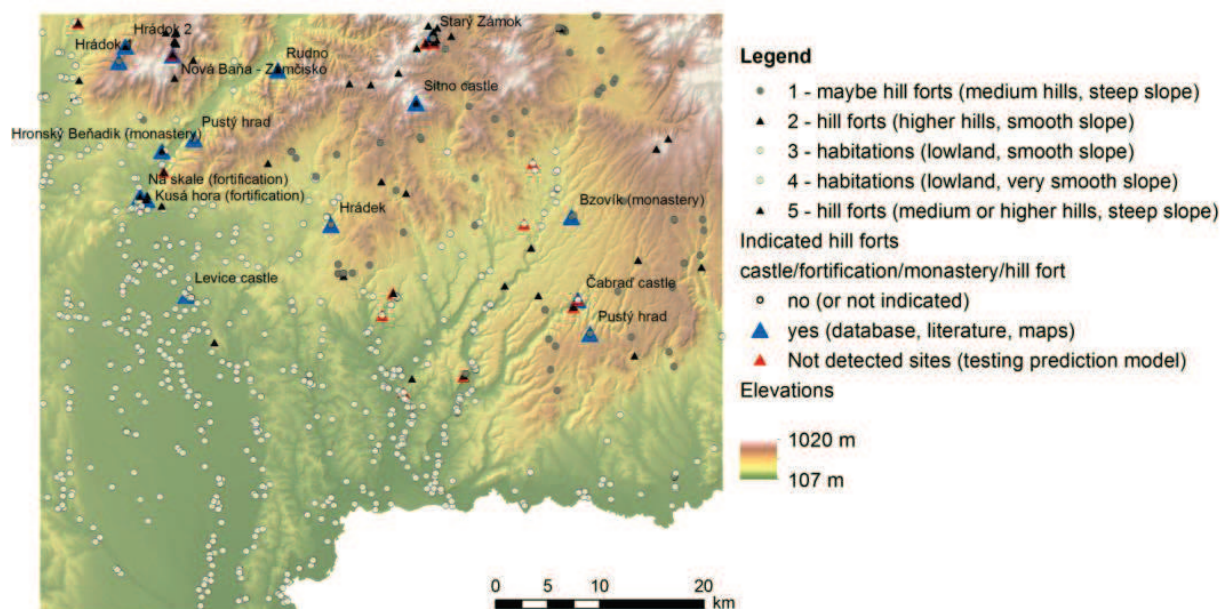 Hrádok
Hrádok 2
Nová Baňa - Zámčisko
Rudno
Starý Zámok
Sitno castle
Hronský Beňadik (monastery)
Pustý hrad
Na skale (fortification)
Kusá hora (fortification)
Hrádek
Bzovík (monastery)
Levice castle
Čabraď castle
Pustý hrad
0 5 10 20
km
Legend
1 - maybe hill forts (medium hills, steep slope)
2 - hill forts (higher hills, smooth slope)
3 - habitations (lowland, smooth slope)
4 - habitations (lowland, very smooth slope)
5 - hill forts (medium or higher hills, steep slope)
Indicated hill forts
castle/fortification/monastery/hill fort
no (or not indicated)
yes (database, literature, maps)
Not detected sites (testing prediction model)
Elevations
1020 m
107 m